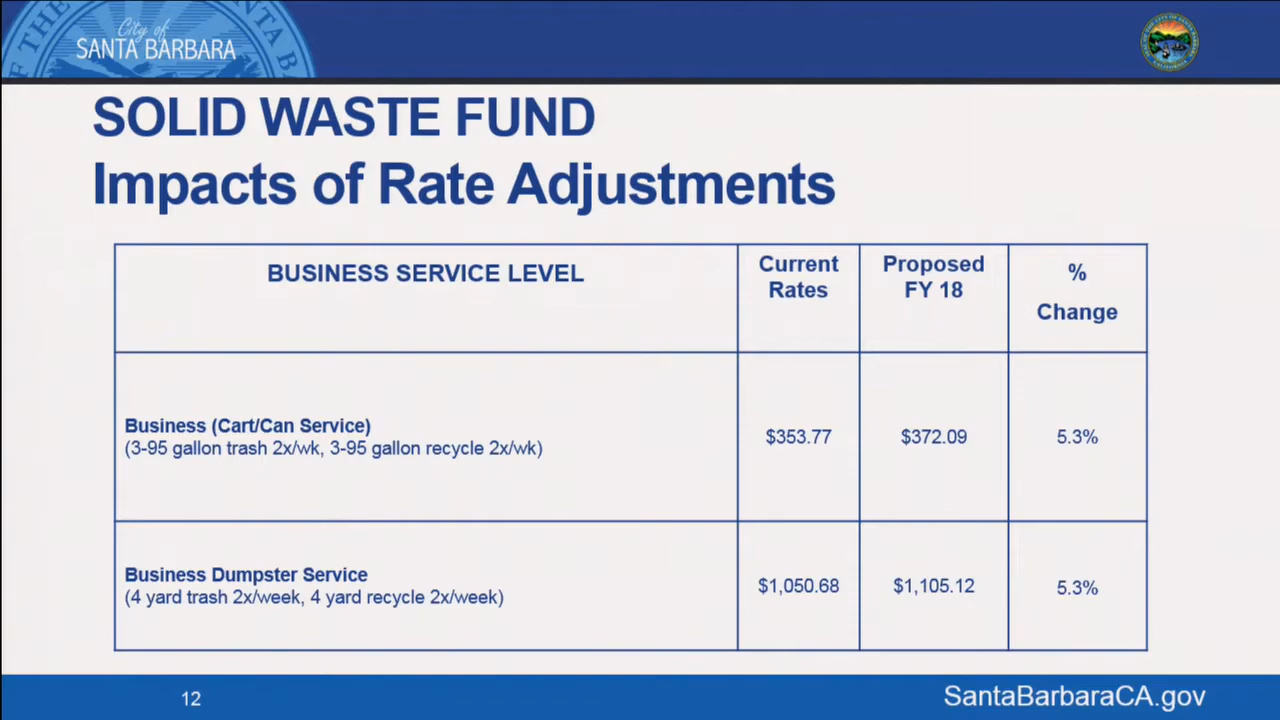 City of
SANTA BARBARA
SOLID WASTE FUND
Impacts of Rate Adjustments
BUSINESS SERVICE LEVEL
Current
Rates
Proposed
FY 18
%
Change
Business (Cart/Can Service)
(3-95 gallon trash 2x/wk, 3-95 gallon recycle 2x/wk)
$353.77
$372.09
5.3%
Business Dumpster Service
(4 yard trash 2x/week, 4 yard recycle 2x/week)
$1,050.68
$1,105.12
5.3%
12
SantaBarbaraCA.gov